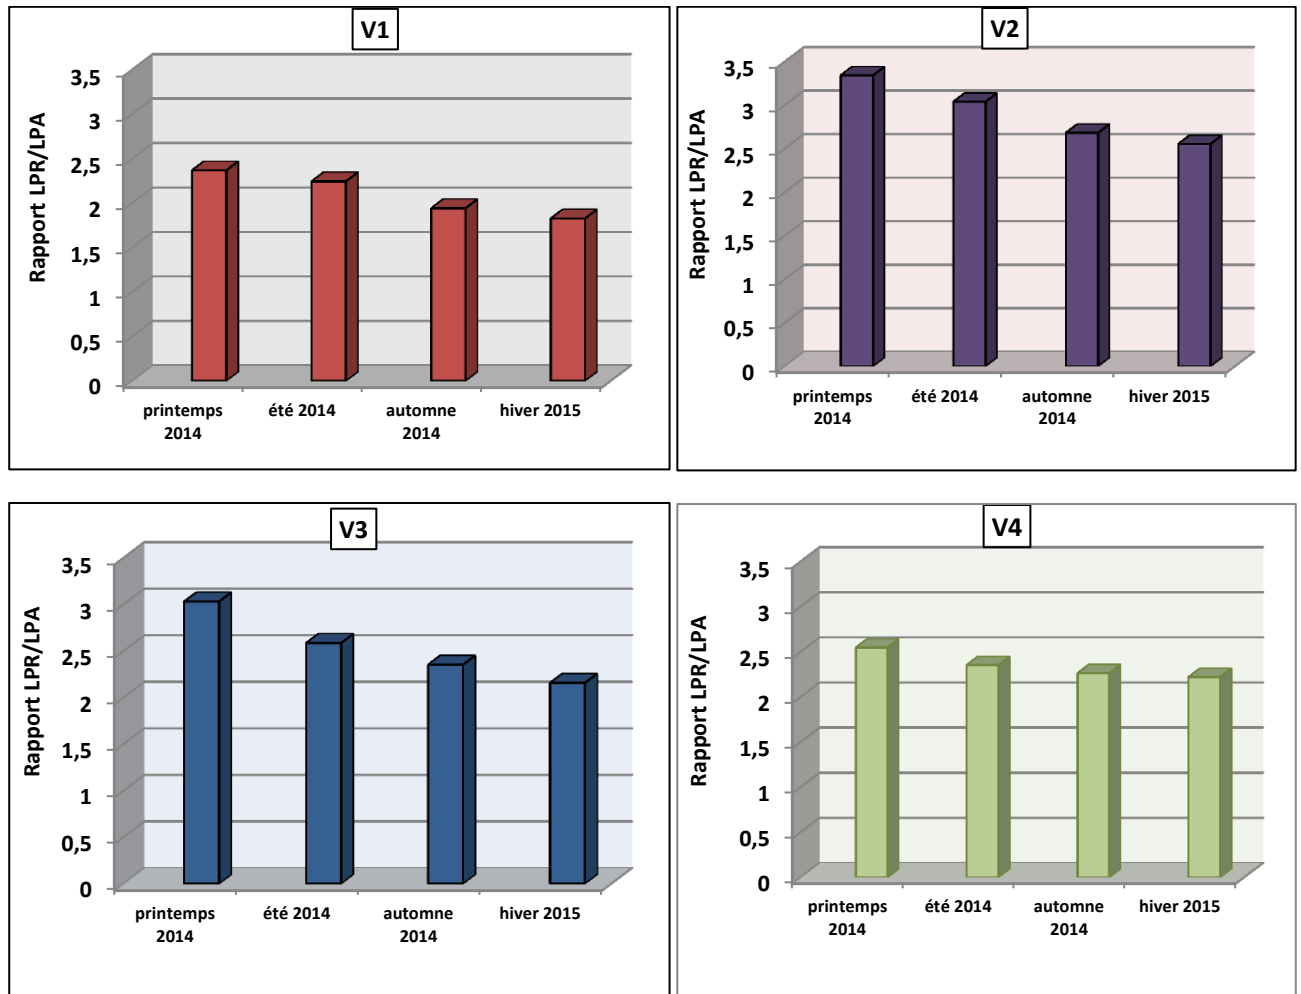 V1
Rapport LPR/LPA
3,5
3
2,5
2
1,5
1
0,5
0
printemps
2014
été 2014
automne
2014
hiver 2015
V2
Rapport LPR/LPA
3,5
3
2,5
2
1,5
1
0,5
0
printemps
2014
été 2014
automne
2014
hiver 2015
V3
Rapport LPR/LPA
3,5
3
2,5
2
1,5
1
0,5
0
printemps
2014
été 2014
automne
2014
hiver 2015
V4
Rapport LPR/LPA
3,5
3
2,5
2
1,5
1
0,5
0
printemps
2014
été 2014
automne
2014
hiver 2015